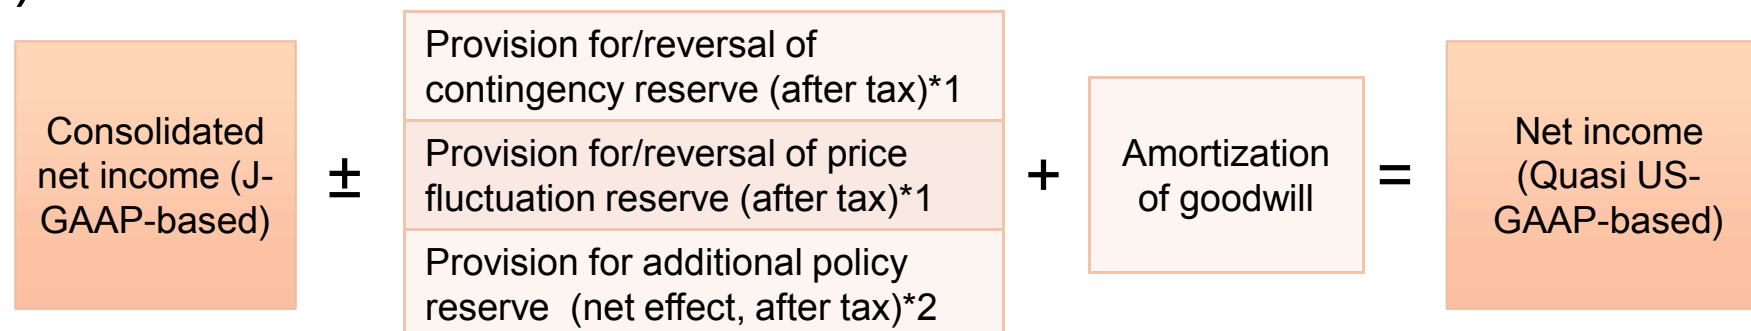 )
Consolidated
net income (J-
GAAP-based)
±
Provision for/reversal of
contingency reserve (after tax)*1
Provision for/reversal of price
fluctuation reserve (after tax)*1
Provision for additional policy
reserve  (net effect, after tax)*2
+
Amortization
of goodwill
=
Net income
(Quasi US-
GAAP-based)